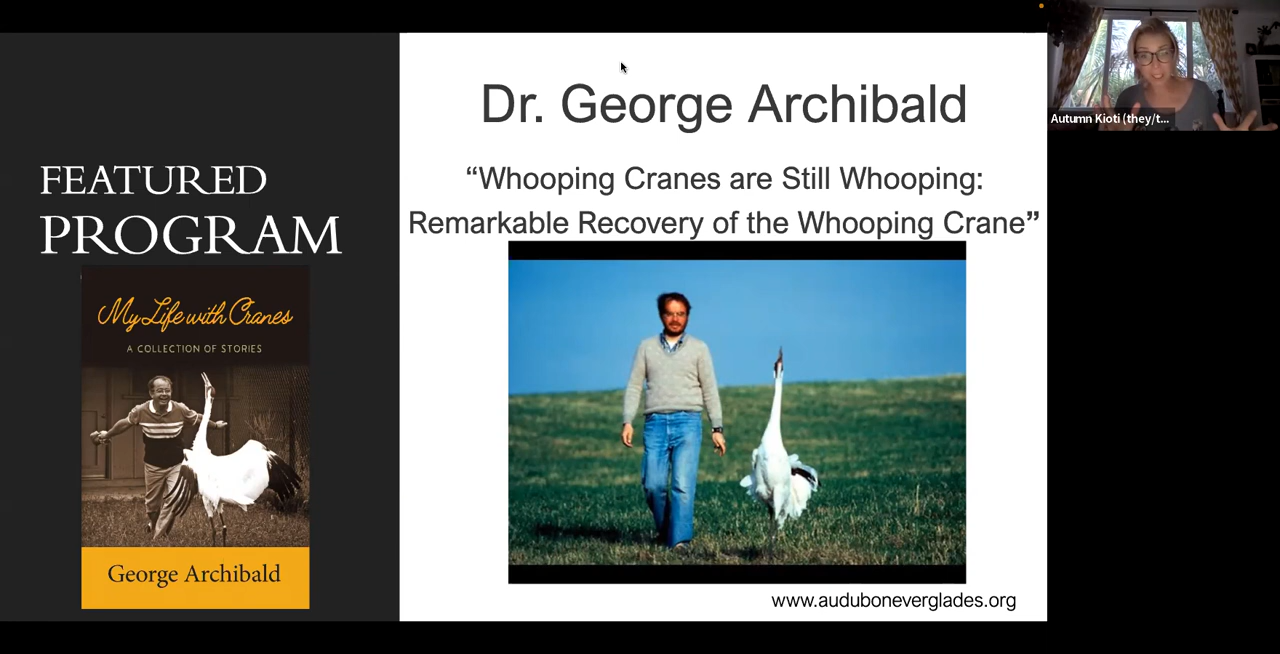 FEATURED
PROGRAM
My Life with Cranes
A COLLECTION OF STORIES
George Archibald
Dr. George Archibald
“Whooping Cranes are Still Whooping:
Remarkable Recovery of the Whooping Crane”
www.auduboneverglades.org
Autumn Kioti (they/t...